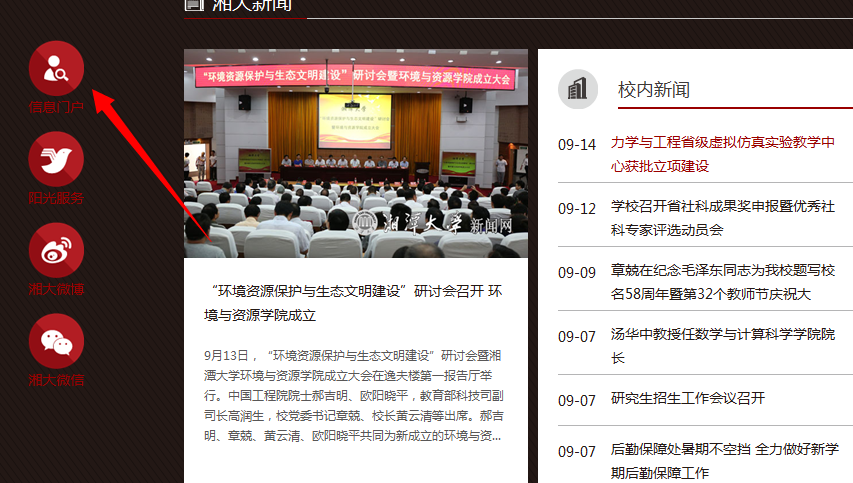 湘大新闻
信息门户
阳光服务
湘大微博
湘大微信
“环境资源保护与生态文明建设”研讨会暨环境与资源学院成立大会
湘潭大学新闻网
“环境资源保护与生态文明建设”研讨会召开 环
境与资源学院成立
9月13日，“环境资源保护与生态文明建设”研讨会暨湘
潭大学环境与资源学院成立大会在逸夫楼第一报告厅举
行。中国工程院院士郝吉明、欧阳晓平，教育部科技司副
司长高润生，校党委书记章兢、校长黄云清等出席。郝吉
明、章兢、黄云清、欧阳晓平共同为新成立的环境与资...
校内新闻
09-14 力学与工程省级虚拟仿真实验教学中
心获批立项建设
09-12 学校召开省社科成果奖申报暨优秀社
科专家评选动员会
09-09 章兢在纪念毛泽东同志为我校题写校
名58周年暨第32个教师节庆祝大
09-07 汤华中教授任数学与计算科学学院院
长
09-07 研究生招生工作会议召开
09-07 后勤保障处暑期不空挡 全力做好新学
期后勤保障工作